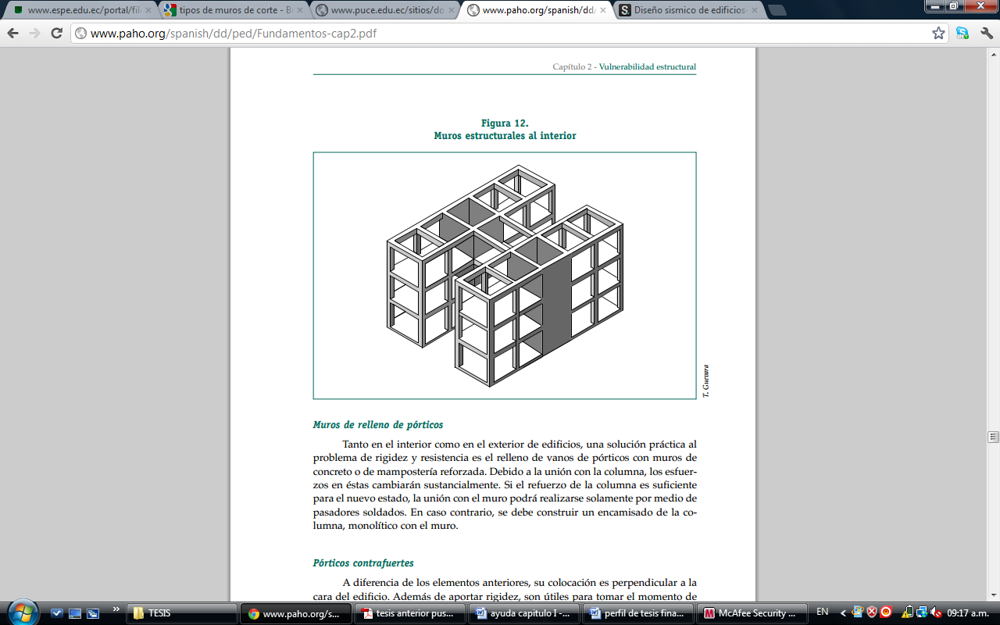 www.espe.edu.ec/portal/fil
tipos de muros de corte - Bu
www.puce.edu.ec/sitios/do
www.paho.org/spanish/dd/
Diseño sismico de edificios-
www.paho.org/spanish/dd/ped/Fundamentos-cap2.pdf
Capítulo 2 - Vulnerabilidad estructural
Figura 12.
Muros estructurales al interior
T. Guevara
Muros de relleno de pórticos
Tanto en el interior como en el exterior de edificios, una solución práctica al
problema de rigidez y resistencia es el relleno de vanos de pórticos con muros de
concreto o de mampostería reforzada. Debido a la unión con la columna, los esfuer-
zos en éstas cambiarán sustancialmente. Si el refuerzo de la columna es suficiente
para el nuevo estado, la unión con el muro podrá realizarse solamente por medio de
pasadores soldados. En caso contrario, se debe construir un encamisado de la co-
lumna, monolítico con el muro.
Pórticos contrafuertes
A diferencia de los elementos anteriores, su colocación es perpendicular a la
cara del edificio. Además de aportar rigidez, son útiles para tomar el momento de
TESIS
www.paho.org/s...
tesis anterior pus...
ayuda capitulo I -...
perfil de tesis fina...
McAfee Security ...
EN
09:17 a.m.